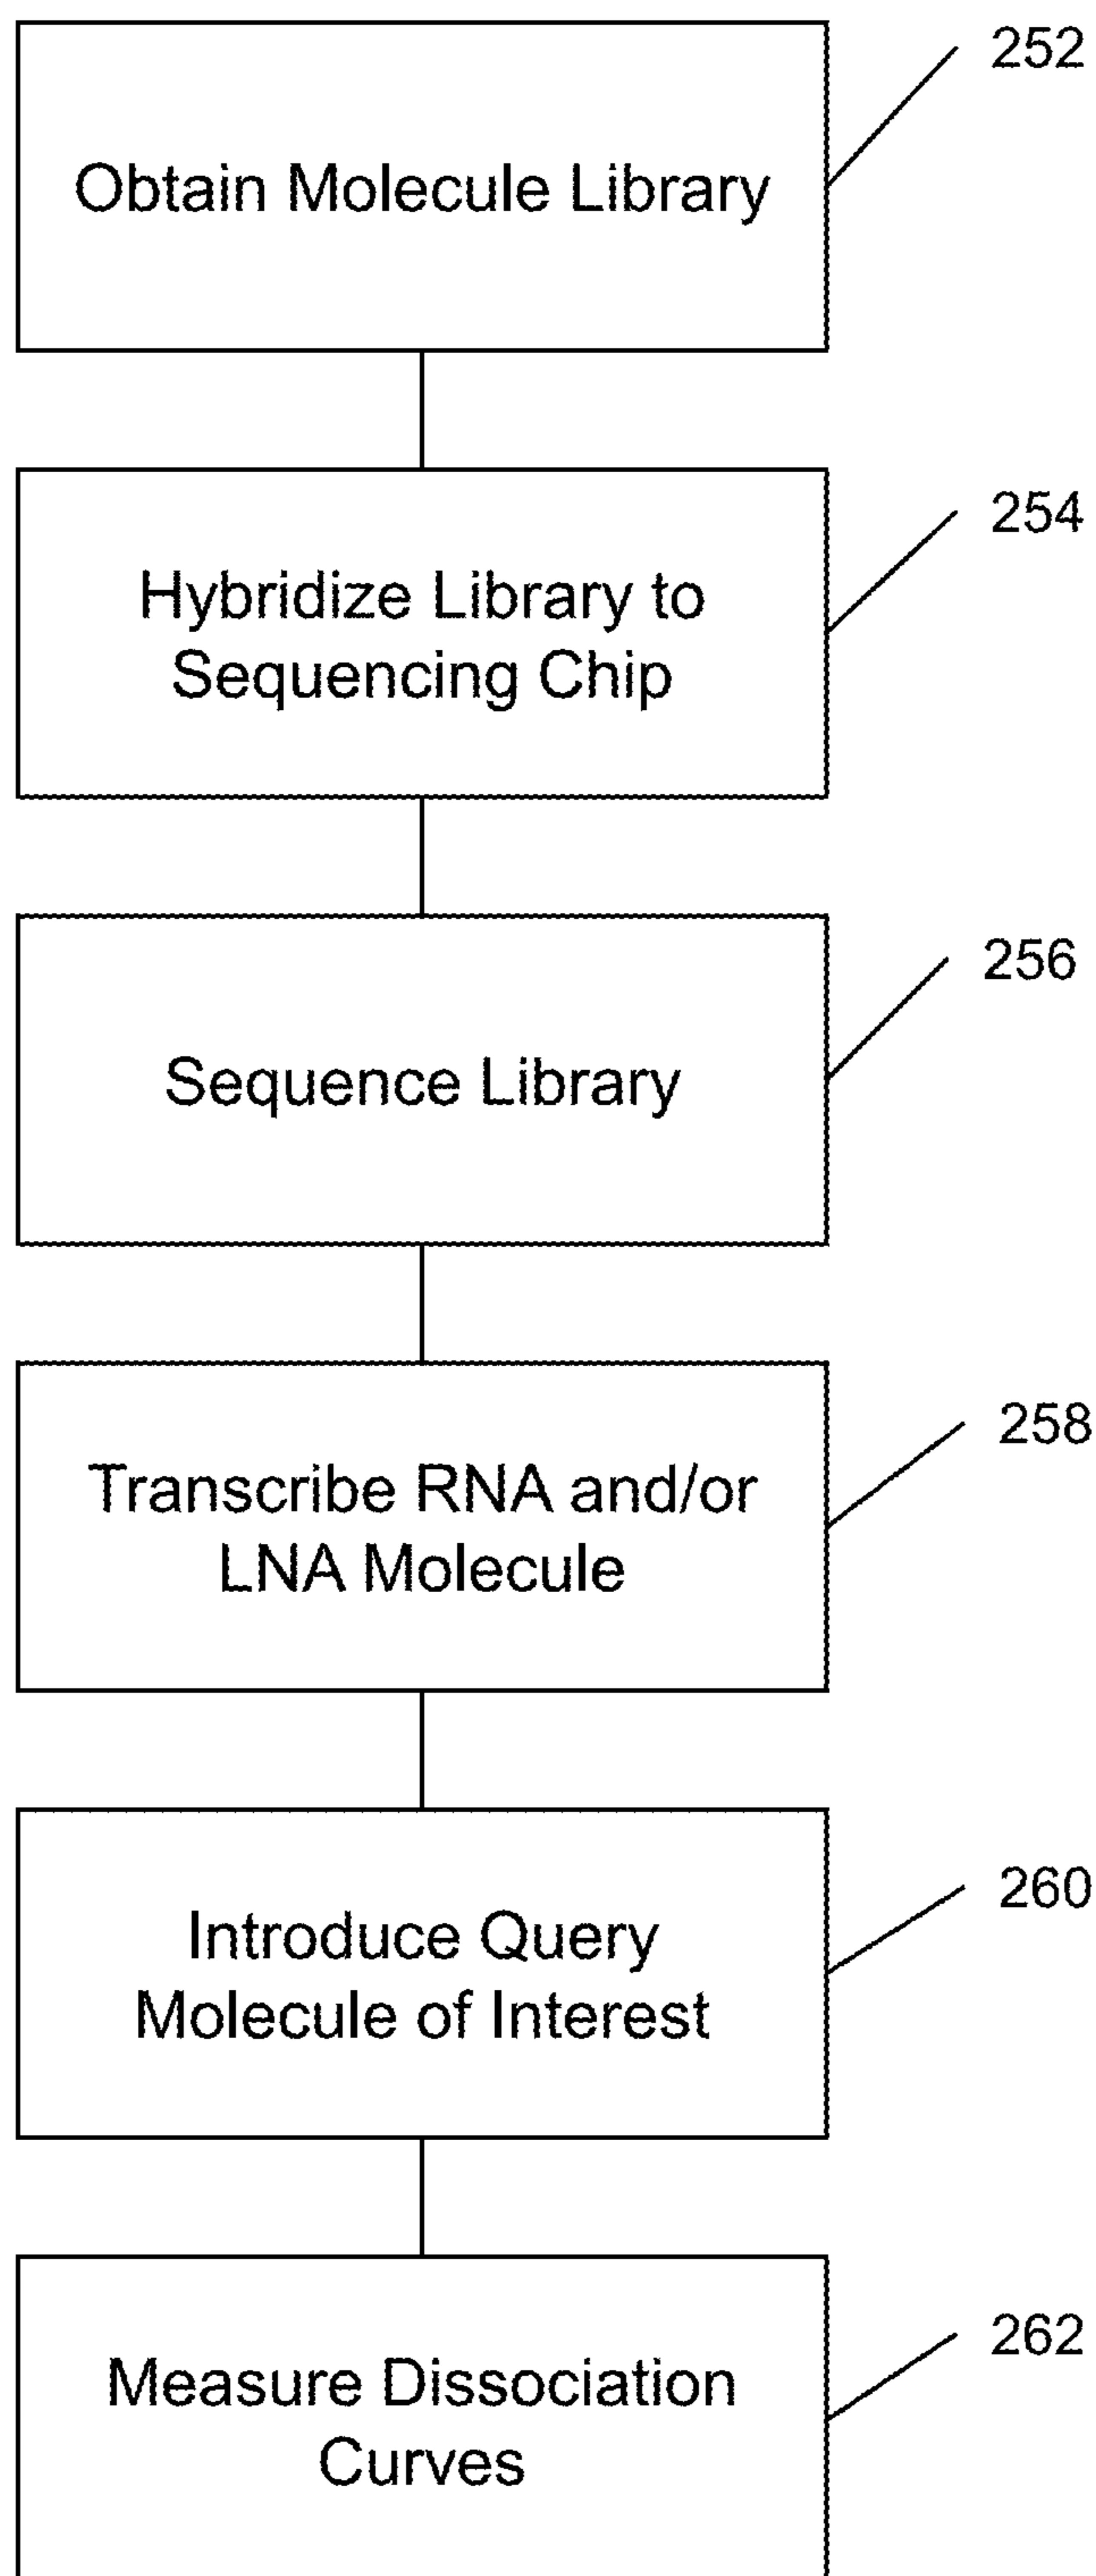 252
Obtain Molecule Library
254
Hybridize Library to
Sequencing Chip
256
Sequence Library
258
Transcribe RNA and/or
LNA Molecule
260
Introduce Query
Molecule of Interest
262
Measure Dissociation
Curves